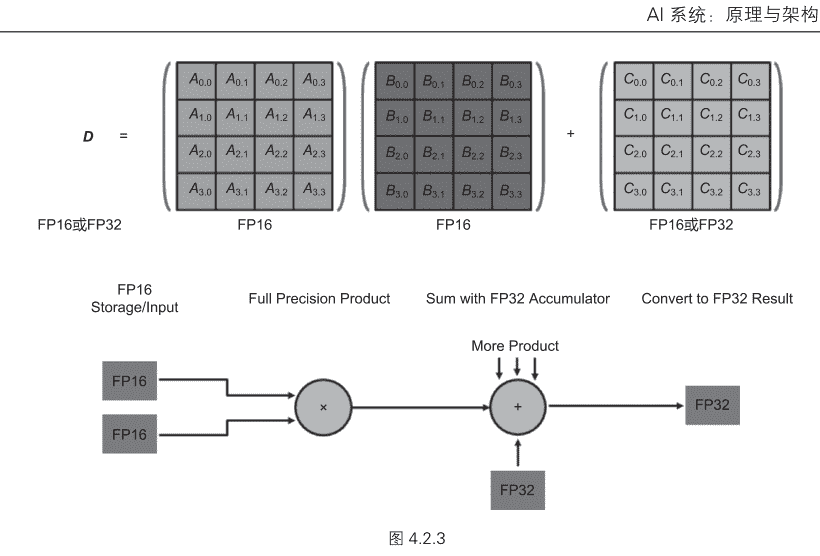 AI 系统：原理与架构
A0.0 A0.1 A0.2 A0.3 B0.0 B0.1 B0.2 B0.3 C0.0 C0.1 C0.2 C0.3
A1.0 A1.1 A1.2 A1.3 B1.0 B1.1 B1.2 B1.3 C1.0 C1.1 C1.2 C1.3
D = +
A2.0 A2.1 A2.2 A2.3 B2.0 B2.1 B2.2 B2.3 C2.0 C2.1 C2.2 C2.3
A3.0 A3.1 A3.2 A3.3 B3.0 B3.1 B3.2 B3.3 C3.0 C3.1 C3.2 C3.3
FP16或FP32 FP16 FP16 FP16或FP32
FP16
Storage/Input
Full Precision Product
Sum with FP32 Accumulator
Convert to FP32 Result
More Product
FP16
FP16
×
+
FP32
FP32
图 4.2.3